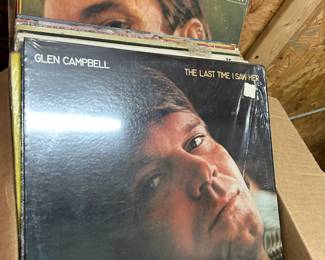 GLEN CAMPBELL
THE LAST TIME I SAW HER